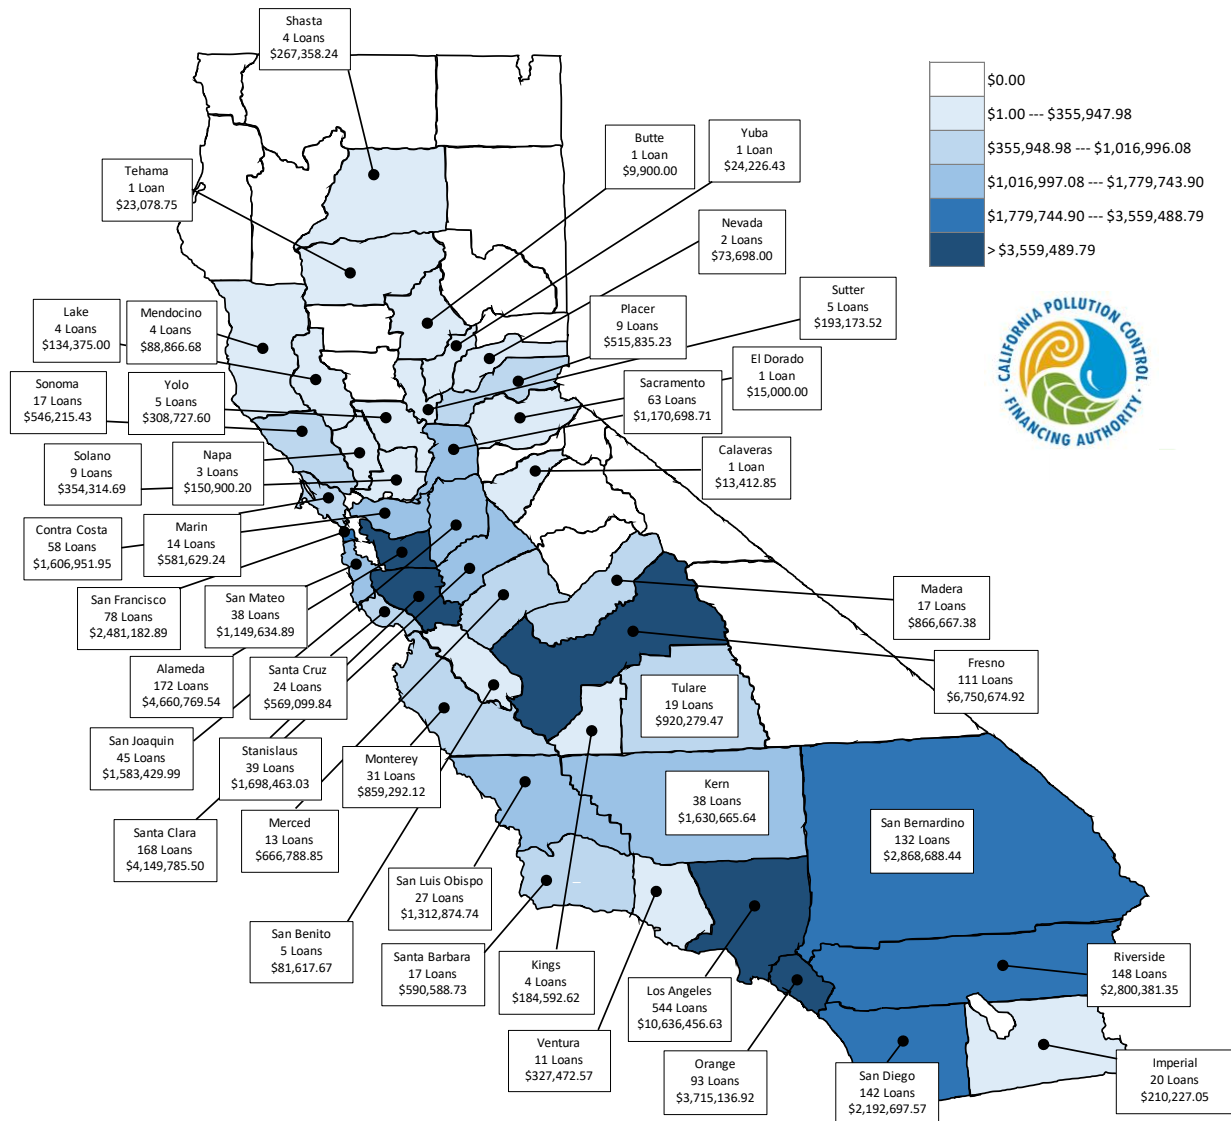 Shasta
4 Loans
$267,358.24
$0.00
$1.00 --- $355,947.98
$355,948.98 --- $1,016,996.08
$1,016,997.08 --- $1,779,743.90
$1,779,744.90 --- $3,559,488.79
> $3,559,489.79
Butte
1 Loan
$9,900.00
Yuba
1 Loan
$24,226.43
Tehama
1 Loan
$23,078.75
Nevada
2 Loans
$73,698.00
Sutter
5 Loans
$193,173.52
Lake
4 Loans
$134,375.00
Mendocino
4 Loans
$88,866.68
Placer
9 Loans
$515,835.23
El Dorado
1 Loan
$15,000.00
CALIFORNIA POLLUTION CONTROL
FINANCING AUTHORITY
Sonoma
17 Loans
$546,215.43
Yolo
5 Loans
$308,727.60
Sacramento
63 Loans
$1,170,698.71
Solano
9 Loans
$354,314.69
Napa
3 Loans
$150,900.20
Calaveras
1 Loan
$13,412.85
Contra Costa
58 Loans
$1,606,951.95
Marin
14 Loans
$581,629.24
San Francisco
78 Loans
$2,481,182.89
San Mateo
38 Loans
$1,149,634.89
Madera
17 Loans
$866,667.38
Alameda
172 Loans
$4,660,769.54
Santa Cruz
24 Loans
$569,099.84
Fresno
111 Loans
$6,750,674.92
Tulare
19 Loans
$920,279.47
San Joaquin
45 Loans
$1,583,429.99
Stanislaus
39 Loans
$1,698,463.03
Monterey
31 Loans
$859,292.12
Kern
38 Loans
$1,630,665.64
Santa Clara
168 Loans
$4,149,785.50
Merced
13 Loans
$666,788.85
San Bernardino
132 Loans
$2,868,688.44
San Luis Obispo
27 Loans
$1,312,874.74
San Benito
5 Loans
$81,617.67
Santa Barbara
17 Loans
$590,588.73
Kings
4 Loans
$184,592.62
Los Angeles
544 Loans
$10,636,456.63
Riverside
148 Loans
$2,800,381.35
Ventura
11 Loans
$327,472.57
Orange
93 Loans
$3,715,136.92
San Diego
142 Loans
$2,192,697.57
Imperial
20 Loans
$210,227.05